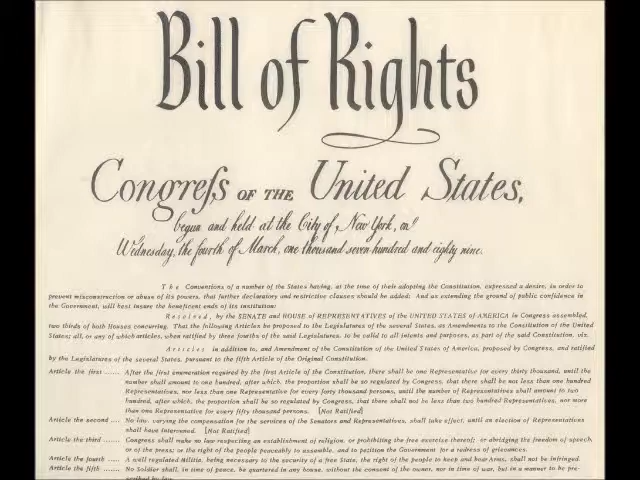 Bill of Rights
Congreſs OF THE United States,
begun and held at the City of New York, on
Wednesday, the fourth of March, one thousand seven hundred and eighty nine.
The Conventions of a number of the States having, at the time of their adopting the Constitution, expressed a desire, in order to
prevent misconstruction or abuse of its powers, that further declaratory and restrictive clauses should be added: And as extending the ground of public confidence in
the Government, will best insure the beneficent ends of its institution:
Resolved, by the SENATE and HOUSE of REPRESENTATIVES of the UNITED STATES of AMERICA in Congress assembled,
two thirds of both Houses concurring. That the following Articles be proposed to the Legislatures of the several States, as Amendments to the Constitution of the United
States; all, or any of which articles, when ratified by three fourths of the said Legislatures, to be valid to all intents and purposes, as part of the said Constitution, viz.
Articles in addition to, and Amendment of the Constitution of the United States of America, proposed by Congress, and ratified
by the Legislatures of the several States, pursuant to the fifth Article of the Original Constitution.
Article the first ...... After the first enumeration required by the first Article of the Constitution, there shall be one Representative for every thirty thousand, until the
number shall amount to one hundred, after which, the proportion shall be so regulated by Congress, that there shall be not less than one hundred
Representatives, nor less than one Representative for every forty thousand persons, until the number of Representatives shall amount to two
hundred, after which, the proportion shall be so regulated by Congress, that there shall not be less than two hundred Representatives, nor more
than one Representative for every fifty thousand persons. [Not Ratified]
Article the second .... No law, varying the compensation for the services of the Senators and Representatives, shall take effect, until an election of Representatives
shall have intervened. [Not Ratified]
Article the third ...... Congress shall make no law respecting an establishment of religion, or prohibiting the free exercise thereof; or abridging the freedom of speech,
or of the press; or the right of the people peaceably to assemble, and to petition the Government for a redress of grievances.
Article the fourth ..... A well regulated Militia, being necessary to the security of a free State, the right of the people to keep and bear Arms, shall not be infringed.
Article the fifth ...... No Soldier shall, in time of peace, be quartered in any house, without the consent of the owner, nor in time of war, but in a manner to be pre-
scribed by law.